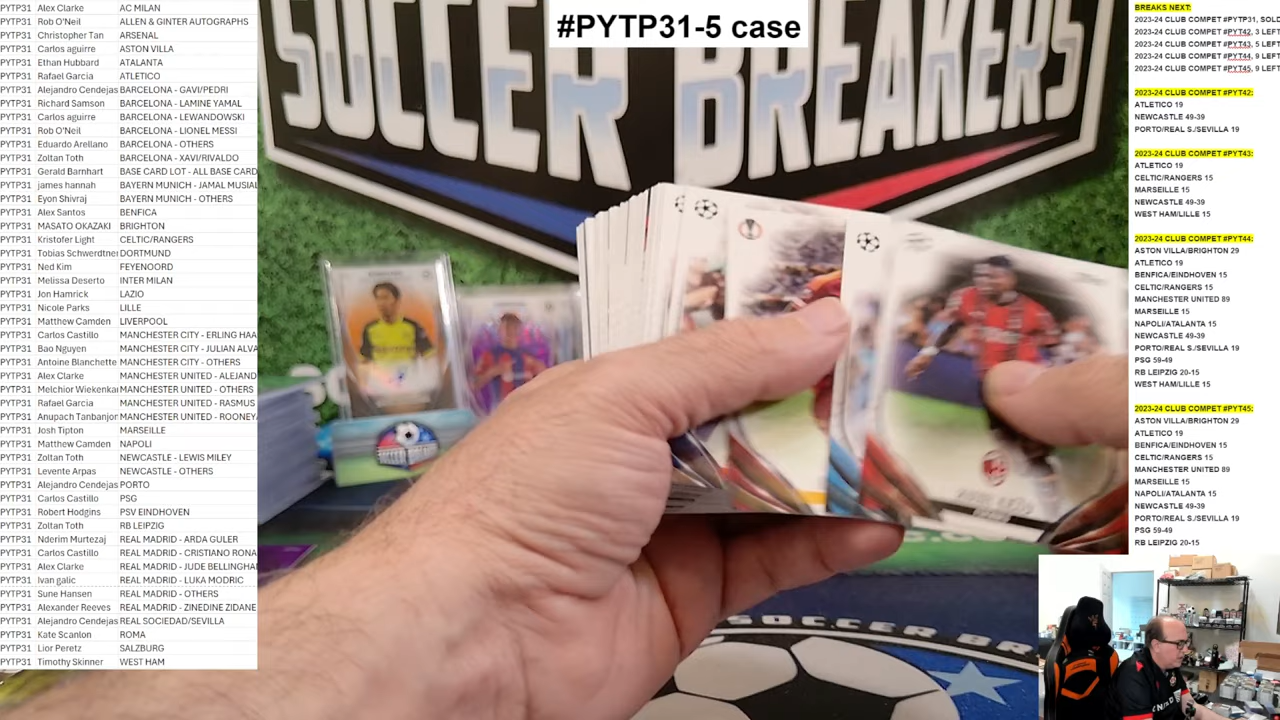 #PYTP31-5 case
SOCCER BREAKERS
PYTP31 Alex Clarke AC MILAN
PYTP31 Rob O'Neil ALLEN & GINTER AUTOGRAPHS
PYTP31 Christopher Tan ARSENAL
PYTP31 Carlos aguirre ASTON VILLA
PYTP31 Ethan Hubbard ATALANTA
PYTP31 Rafael Garcia ATLETICO
PYTP31 Alejandro Cendejas BARCELONA - GAVI/PEDRI
PYTP31 Richard Samson BARCELONA - LAMINE YAMAL
PYTP31 Carlos aguirre BARCELONA - LEWANDOWSKI
PYTP31 Rob O'Neil BARCELONA - LIONEL MESSI
PYTP31 Eduardo Arellano BARCELONA - OTHERS
PYTP31 Zoltan Toth BARCELONA - XAVI/RIVALDO
PYTP31 Gerald Barnhart BASE CARD LOT - ALL BASE CARD
PYTP31 james hannah BAYERN MUNICH - JAMAL MUSIAL
PYTP31 Eyon Shivraj BAYERN MUNICH - OTHERS
PYTP31 Alex Santos BENFICA
PYTP31 MASATO OKAZAKI BRIGHTON
PYTP31 Kristofer Light CELTIC/RANGERS
PYTP31 Tobias Schwerdtner DORTMUND
PYTP31 Ned Kim FEYENOORD
PYTP31 Melissa Deserto INTER MILAN
PYTP31 Jon Hamrick LAZIO
PYTP31 Nicole Parks LILLE
PYTP31 Matthew Camden LIVERPOOL
PYTP31 Carlos Castillo MANCHESTER CITY - ERLING HAA
PYTP31 Bao Nguyen MANCHESTER CITY - JULIAN ALVA
PYTP31 Antoine Blanchette MANCHESTER CITY - OTHERS
PYTP31 Alex Clarke MANCHESTER UNITED - ALEJAND
PYTP31 Melchior Wiekenkar MANCHESTER UNITED - OTHERS
PYTP31 Rafael Garcia MANCHESTER UNITED - RASMUS
PYTP31 Anupach Tanbanjor MANCHESTER UNITED - ROONEY
PYTP31 Josh Tipton MARSEILLE
PYTP31 Matthew Camden NAPOLI
PYTP31 Zoltan Toth NEWCASTLE - LEWIS MILEY
PYTP31 Levente Arpas NEWCASTLE - OTHERS
PYTP31 Alejandro Cendejas PORTO
PYTP31 Carlos Castillo PSG
PYTP31 Robert Hodgins PSV EINDHOVEN
PYTP31 Zoltan Toth RB LEIPZIG
PYTP31 Nderim Murtezaj REAL MADRID - ARDA GULER
PYTP31 Carlos Castillo REAL MADRID - CRISTIANO RONA
PYTP31 Alex Clarke REAL MADRID - JUDE BELLINGHA
PYTP31 Ivan galic REAL MADRID - LUKA MODRIC
PYTP31 Sune Hansen REAL MADRID - OTHERS
PYTP31 Alexander Reeves REAL MADRID - ZINEDINE ZIDANE
PYTP31 Alejandro Cendejas REAL SOCIEDAD/SEVILLA
PYTP31 Kate Scanlon ROMA
PYTP31 Lior Peretz SALZBURG
PYTP31 Timothy Skinner WEST HAM
BREAKS NEXT:
2023-24 CLUB COMPET #PYTP31, SOLD
2023-24 CLUB COMPET #PYT42, 3 LEFT
2023-24 CLUB COMPET #PYT43, 5 LEFT
2023-24 CLUB COMPET #PYT44, 9 LEFT
2023-24 CLUB COMPET #PYT45, 9 LEFT
2023-24 CLUB COMPET #PYT42:
ATLETICO 19
NEWCASTLE 49-39
PORTO/REAL S./SEVILLA 19
2023-24 CLUB COMPET #PYT43:
ATLETICO 19
CELTIC/RANGERS 15
MARSEILLE 15
NEWCASTLE 49-39
WEST HAM/LILLE 15
2023-24 CLUB COMPET #PYT44:
ASTON VILLA/BRIGHTON 29
ATLETICO 19
BENFICA/EINDHOVEN 15
CELTIC/RANGERS 15
MANCHESTER UNITED 89
MARSEILLE 15
NAPOLI/ATALANTA 15
NEWCASTLE 49-39
PORTO/REAL S./SEVILLA 19
PSG 59-49
RB LEIPZIG 20-15
WEST HAM/LILLE 15
2023-24 CLUB COMPET #PYT45:
ASTON VILLA/BRIGHTON 29
ATLETICO 19
BENFICA/EINDHOVEN 15
CELTIC/RANGERS 15
MANCHESTER UNITED 89
MARSEILLE 15
NAPOLI/ATALANTA 15
NEWCASTLE 49-39
PORTO/REAL S./SEVILLA 19
PSG 59-49
RB LEIPZIG 20-15
SOCCER BR